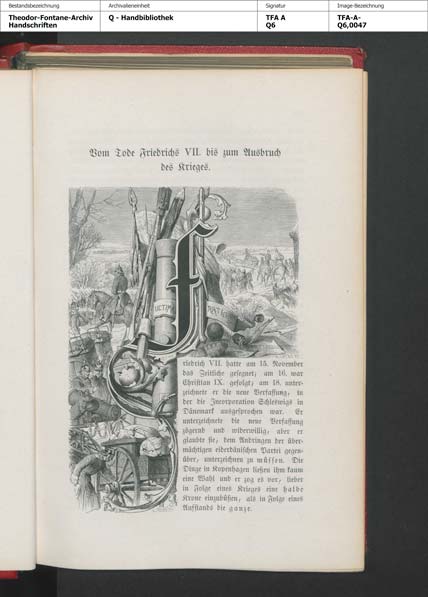 Bestandsbezeichnung
Theodor-Fontane-Archiv
Handschriften
Archivalieneinheit
Q - Handbibliothek
Signatur
TFA A
Q6
Image-Bezeichnung
TFA-A-
Q6,0047
Vom Tode Friedrichs VII. bis zum Ausbruch
des Krieges.
F
ULTIMA
riedrich VII. hatte am 15. November
das Zeitliche gesegnet; am 16. war
Christian IX. gefolgt; am 18. unter-
zeichnete er die neue Verfassung, in
der die Incorporation Schleswigs in
Dänemark ausgesprochen war. Er
unterzeichnete die neue Verfassung
zögernd und widerwillig; aber er
glaubte sie, dem Andringen der über-
mächtigen eiderdänischen Partei gegen-
über, unterzeichnen zu müssen. Die
Dinge in Kopenhagen ließen ihm kaum
eine Wahl und er zog es vor, lieber
in Folge eines Krieges eine halbe
Krone einzubüßen, als in Folge eines
Aufstands die ganze.